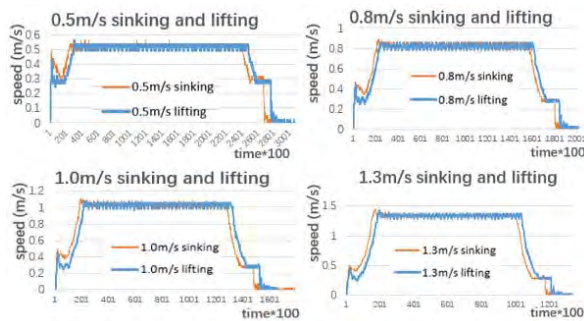 0.5m/s sinking and lifting
speed (m/s)
0.6
0.5
0.4
0.3
0.2
0.1
0
0.5m/s sinking
0.5m/s lifting
1 201 401 601 801 1001 1201 1401 1601 1801 2001 2201 2401 2601 2801 3001
time*100
0.8m/s sinking and lifting
speed (m/s)
1
0.8
0.6
0.4
0.2
0
0.8m/s sinking
0.8m/s lifting
1 201 401 601 801 1001 1201 1401 1601 1801 2001
time*100
1.0m/s sinking and lifting
speed (m/s)
1.2
1
0.8
0.6
0.4
0.2
0
1.0m/s sinking
1.0m/s lifting
1 201 401 601 801 1001 1201 1401 1601
time*100
1.3m/s sinking and lifting
speed (m/s)
1.5
1
0.5
0
1.3m/s sinking
1.3m/s lifting
1 201 401 601 801 1001 1201
time*100